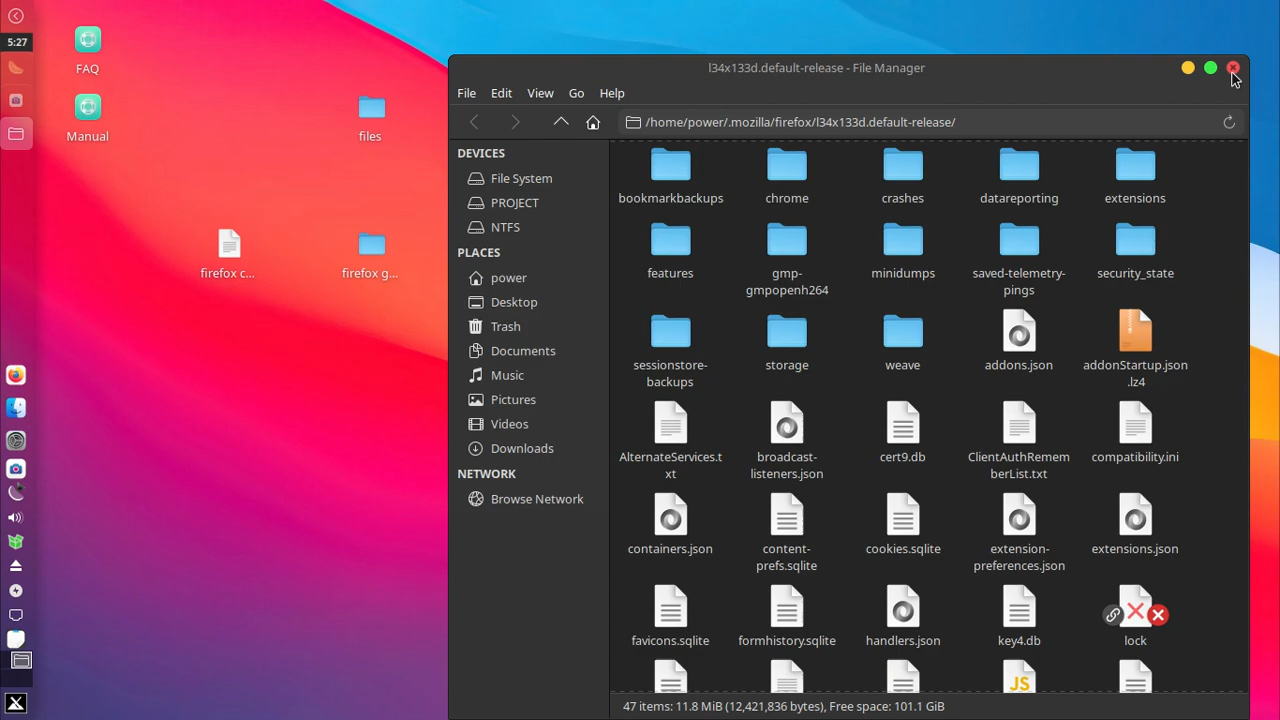 5:27
FAQ
Manual
files
firefox c...
firefox g...
l34x133d.default-release - File Manager
File Edit View Go Help
/home/power/.mozilla/firefox/l34x133d.default-release/
DEVICES
File System
PROJECT
NTFS
PLACES
power
Desktop
Trash
Documents
Music
Pictures
Videos
Downloads
NETWORK
Browse Network
bookmarkbackups
chrome
crashes
datareporting
extensions
features
gmp-
gmpopenh264
minidumps
saved-telemetry-
pings
security_state
sessionstore-
backups
storage
weave
addons.json
addonStartup.json
.lz4
AlternateServices.t
xt
broadcast-
listeners.json
cert9.db
ClientAuthRemem
berList.txt
compatibility.ini
containers.json
content-
prefs.sqlite
cookies.sqlite
extension-
preferences.json
extensions.json
favicons.sqlite
formhistory.sqlite
handlers.json
key4.db
lock
JS
47 items: 11.8 MiB (12,421,836 bytes), Free space: 101.1 GiB